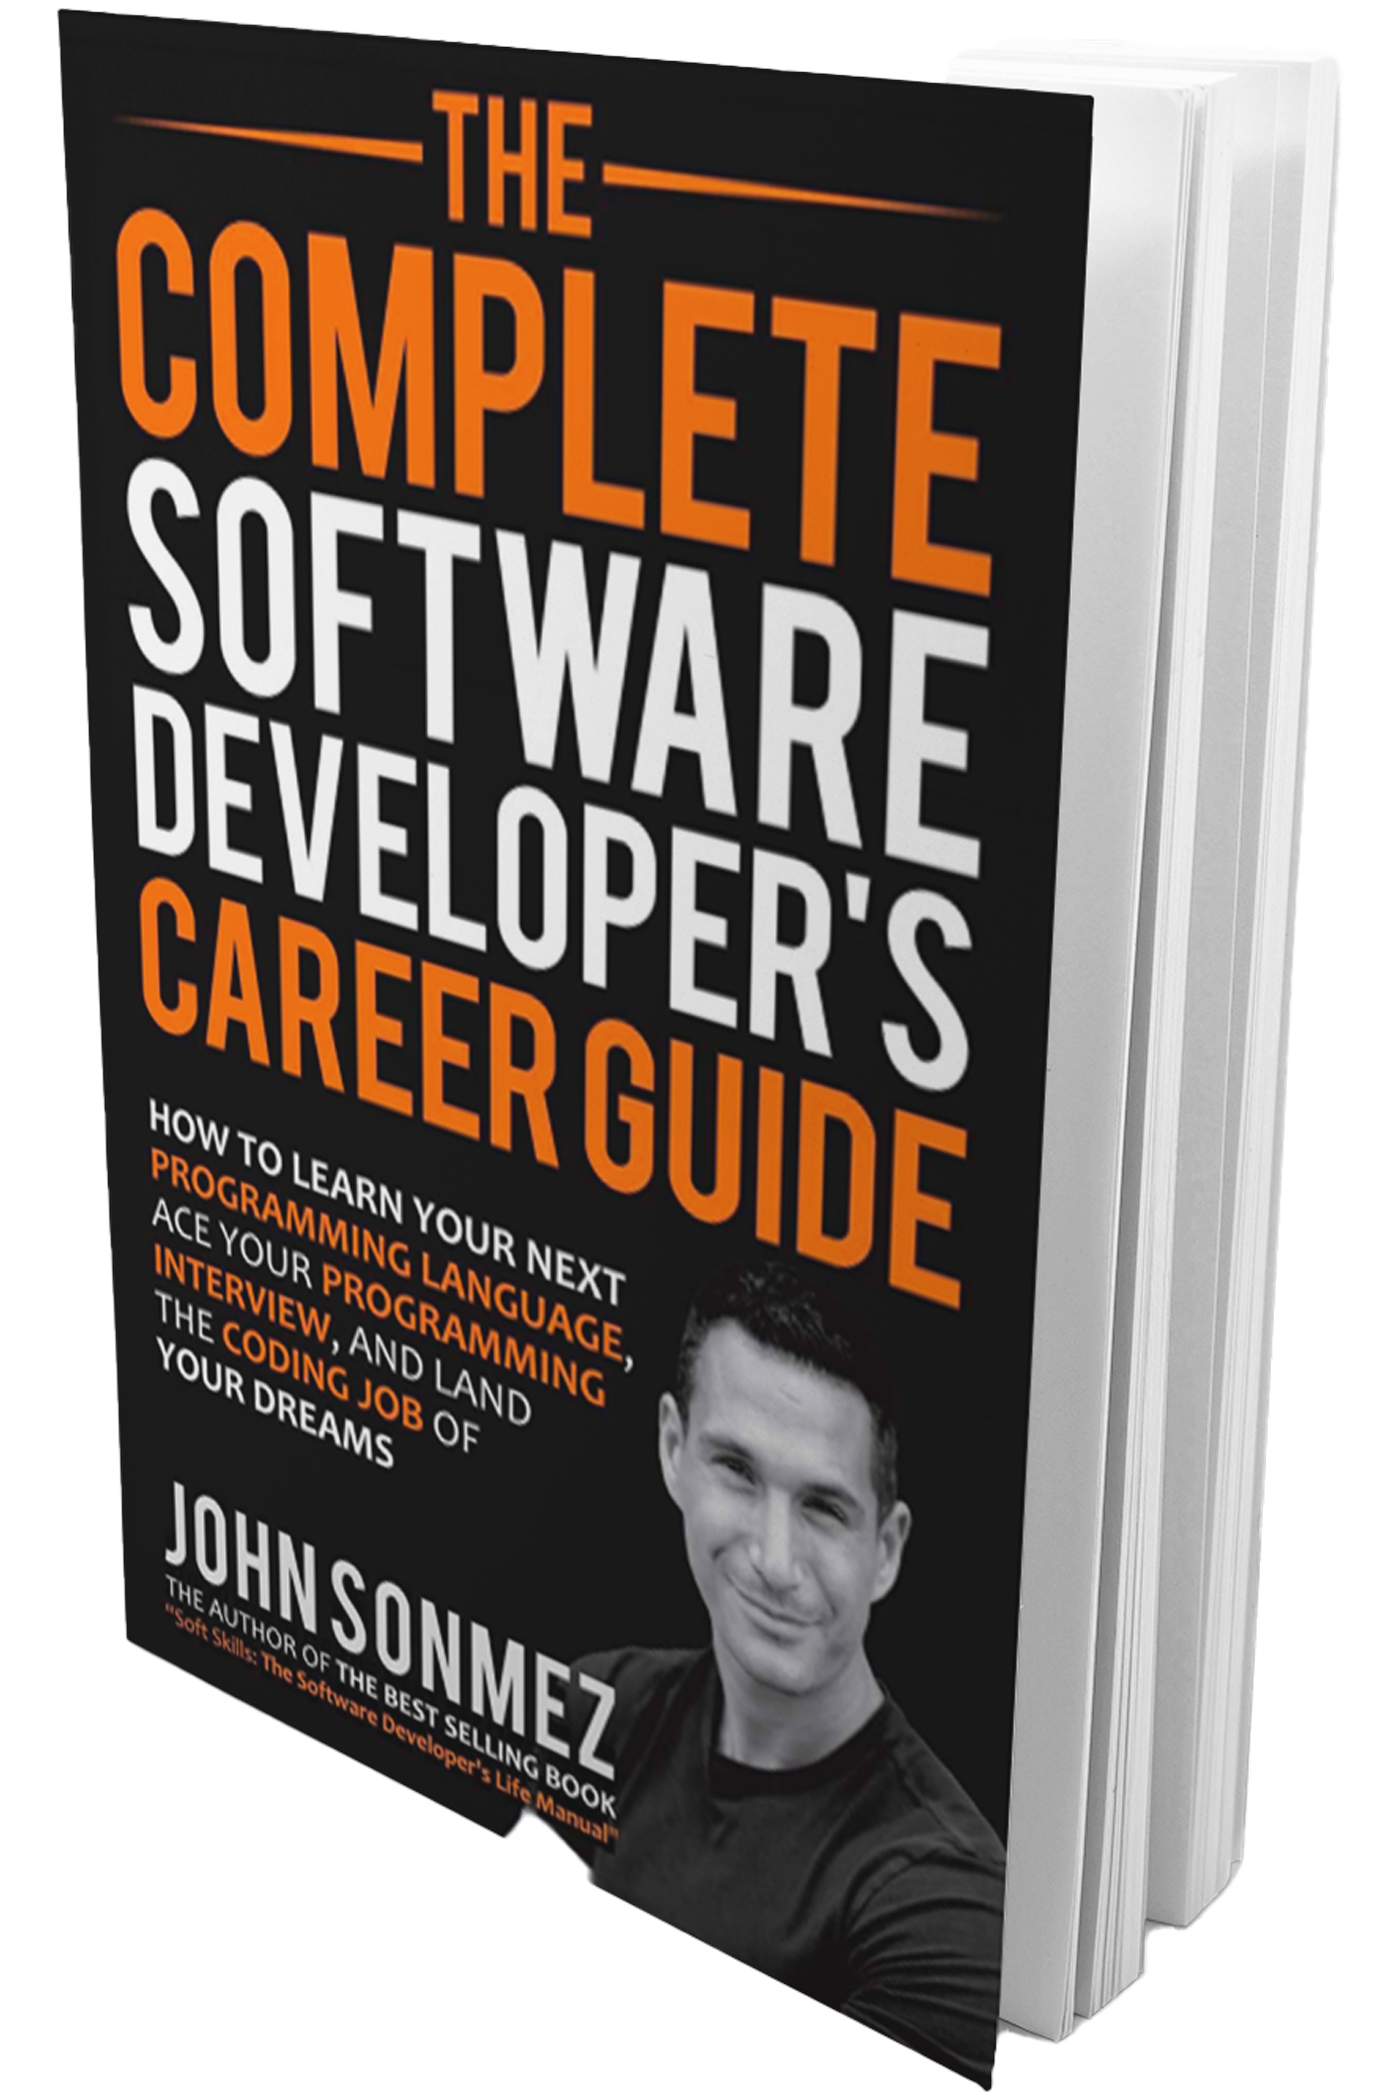 THE
COMPLETE
SOFTWARE
DEVELOPER'S
CAREER GUIDE
HOW TO LEARN YOUR NEXT
PROGRAMMING LANGUAGE,
ACE YOUR PROGRAMMING
INTERVIEW, AND LAND
THE CODING JOB OF
YOUR DREAMS
JOHN SONMEZ
THE AUTHOR OF THE BEST SELLING BOOK
"Soft Skills: The Software Developer's Life Manual"